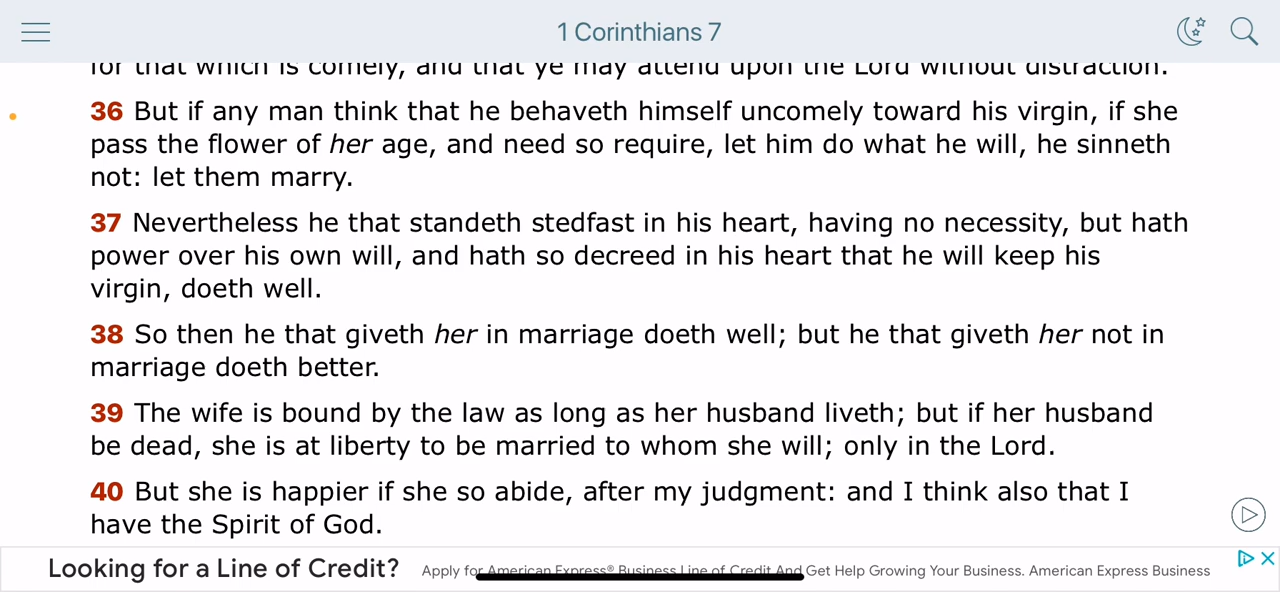 1 Corinthians 7
for that which is comely, and that ye may attend upon the Lord without distraction.
36 But if any man think that he behaveth himself uncomely toward his virgin, if she
pass the flower of her age, and need so require, let him do what he will, he sinneth
not: let them marry.
37 Nevertheless he that standeth stedfast in his heart, having no necessity, but hath
power over his own will, and hath so decreed in his heart that he will keep his
virgin, doeth well.
38 So then he that giveth her in marriage doeth well; but he that giveth her not in
marriage doeth better.
39 The wife is bound by the law as long as her husband liveth; but if her husband
be dead, she is at liberty to be married to whom she will; only in the Lord.
40 But she is happier if she so abide, after my judgment: and I think also that I
have the Spirit of God.
Looking for a Line of Credit? Apply for American Express® Business Line of Credit And Get Help Growing Your Business. American Express Business